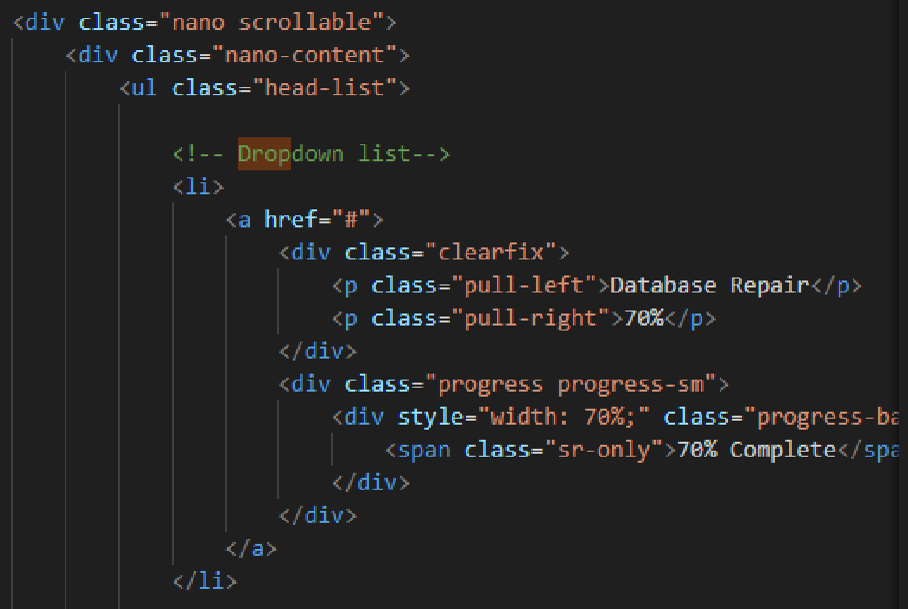 <div class="nano scrollable">
<div class="nano-content">
<ul class="head-list">
<!-- Dropdown list-->
<li>
<a href="#">
<div class="clearfix">
<p class="pull-left">Database Repair</p>
<p class="pull-right">70%</p>
</div>
<div class="progress progress-sm">
<div style="width: 70%;" class="progress-ba
<span class="sr-only">70% Complete</spa
</div>
</div>
</a>
</li>